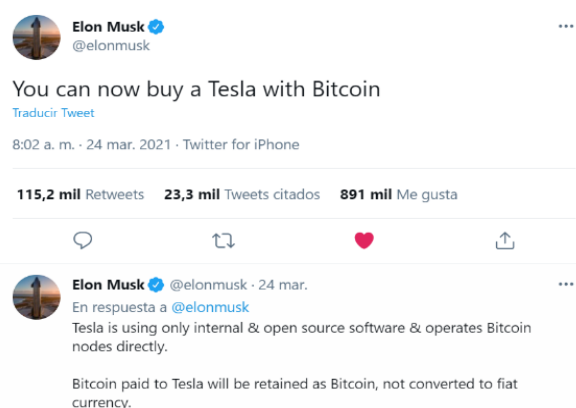 Elon Musk
@elonmusk
You can now buy a Tesla with Bitcoin
Traducir Tweet
8:02 a. m. · 24 mar. 2021 · Twitter for iPhone
115,2 mil Retweets 23,3 mil Tweets citados 891 mil Me gusta
Elon Musk @elonmusk · 24 mar.
En respuesta a @elonmusk
Tesla is using only internal & open source software & operates Bitcoin
nodes directly.
Bitcoin paid to Tesla will be retained as Bitcoin, not converted to fiat
currency.